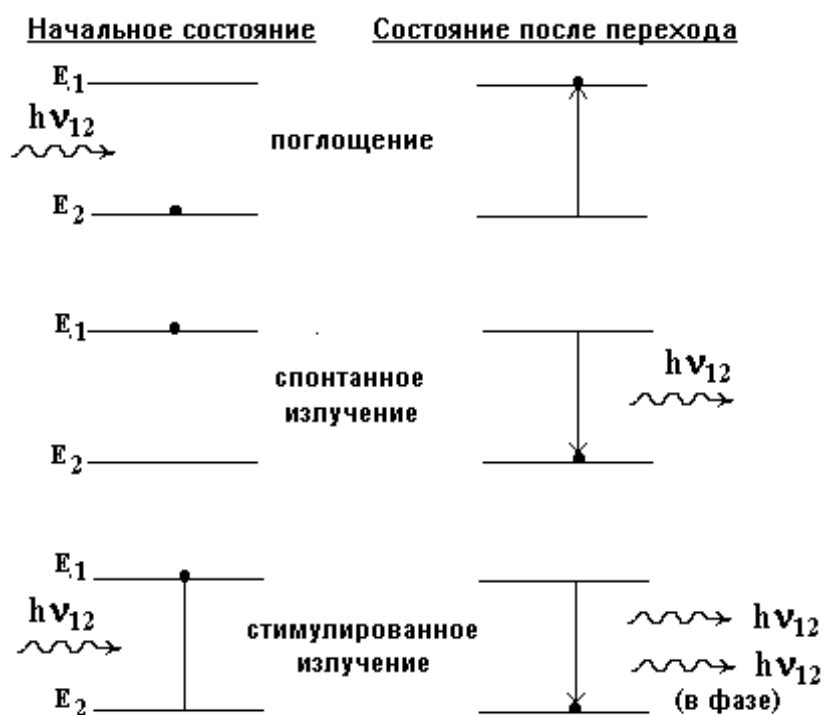 Начальное состояние Состояние после перехода
E1
hν12
поглощение
E2
E1
спонтанное
излучение
hν12
E2
E1
hν12
стимулированное
излучение
hν12
hν12
(в фазе)
E2